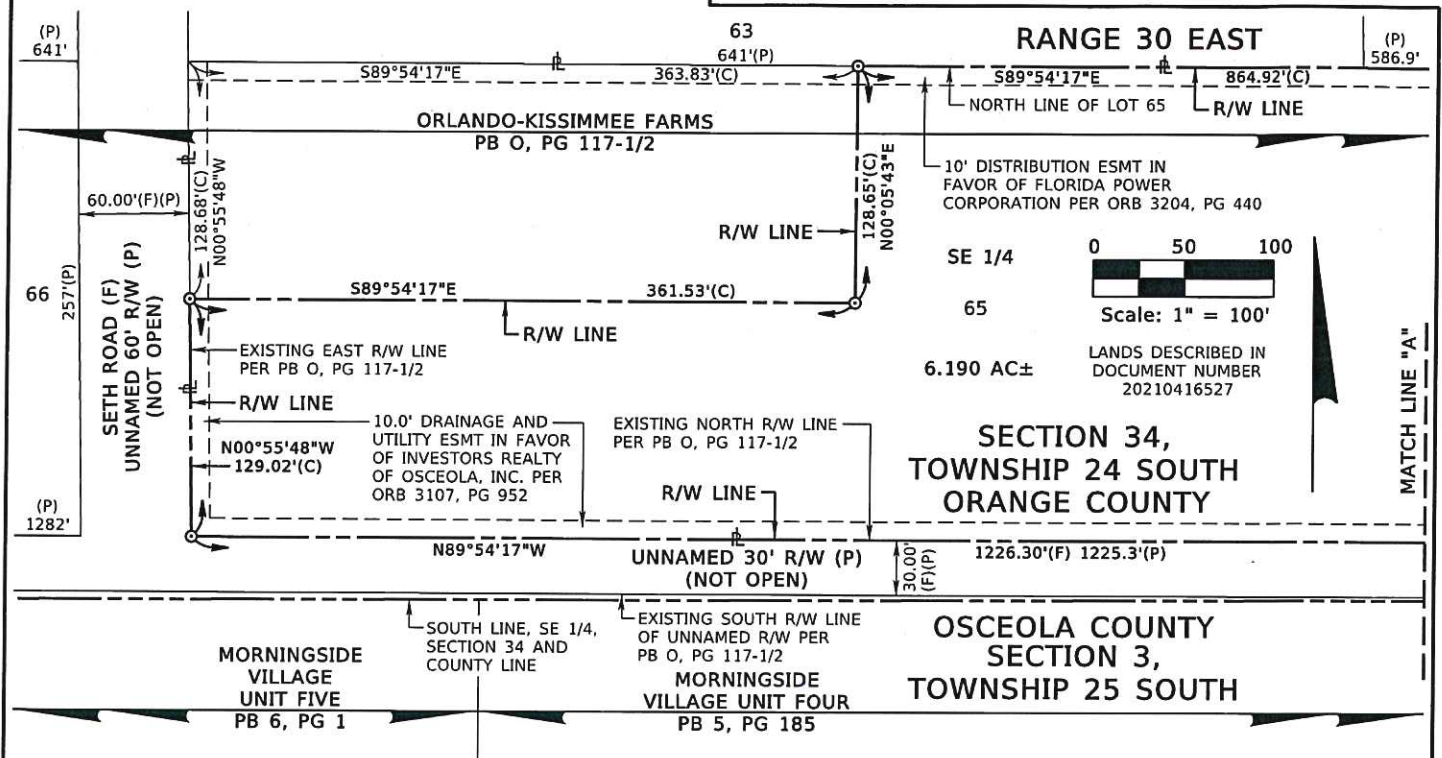 (P)
641'
63
641'(P)
RANGE 30 EAST
(P)
586.9'
S89°54'17"E
363.83'(C)
S89°54'17"E
864.92'(C)
NORTH LINE OF LOT 65
R/W LINE
ORLANDO-KISSIMMEE FARMS
PB O, PG 117-1/2
10' DISTRIBUTION ESMT IN
FAVOR OF FLORIDA POWER
CORPORATION PER ORB 3204, PG 440
60.00'(F)(P)
128.68'(C)
N00°55'48"W
128.65'(C)
N00°05'43"E
R/W LINE
SE 1/4
65
6.190 AC±
0 50 100
Scale: 1" = 100'
LANDS DESCRIBED IN
DOCUMENT NUMBER
20210416527
66
257'(P)
SETH ROAD (F)
UNNAMED 60' R/W (P)
(NOT OPEN)
S89°54'17"E
361.53'(C)
R/W LINE
EXISTING EAST R/W LINE
PER PB O, PG 117-1/2
R/W LINE
N00°55'48"W
129.02'(C)
10.0' DRAINAGE AND
UTILITY ESMT IN FAVOR
OF INVESTORS REALTY
OF OSCEOLA, INC. PER
ORB 3107, PG 952
EXISTING NORTH R/W LINE
PER PB O, PG 117-1/2
R/W LINE
SECTION 34,
TOWNSHIP 24 SOUTH
ORANGE COUNTY
MATCH LINE "A"
(P)
1282'
N89°54'17"W
UNNAMED 30' R/W (P)
(NOT OPEN)
30.00'
(F)(P)
1226.30'(F) 1225.3'(P)
SOUTH LINE, SE 1/4,
SECTION 34 AND
COUNTY LINE
EXISTING SOUTH R/W LINE
OF UNNAMED R/W PER
PB O, PG 117-1/2
OSCEOLA COUNTY
SECTION 3,
TOWNSHIP 25 SOUTH
MORNINGSIDE
VILLAGE
UNIT FIVE
PB 6, PG 1
MORNINGSIDE
VILLAGE UNIT FOUR
PB 5, PG 185